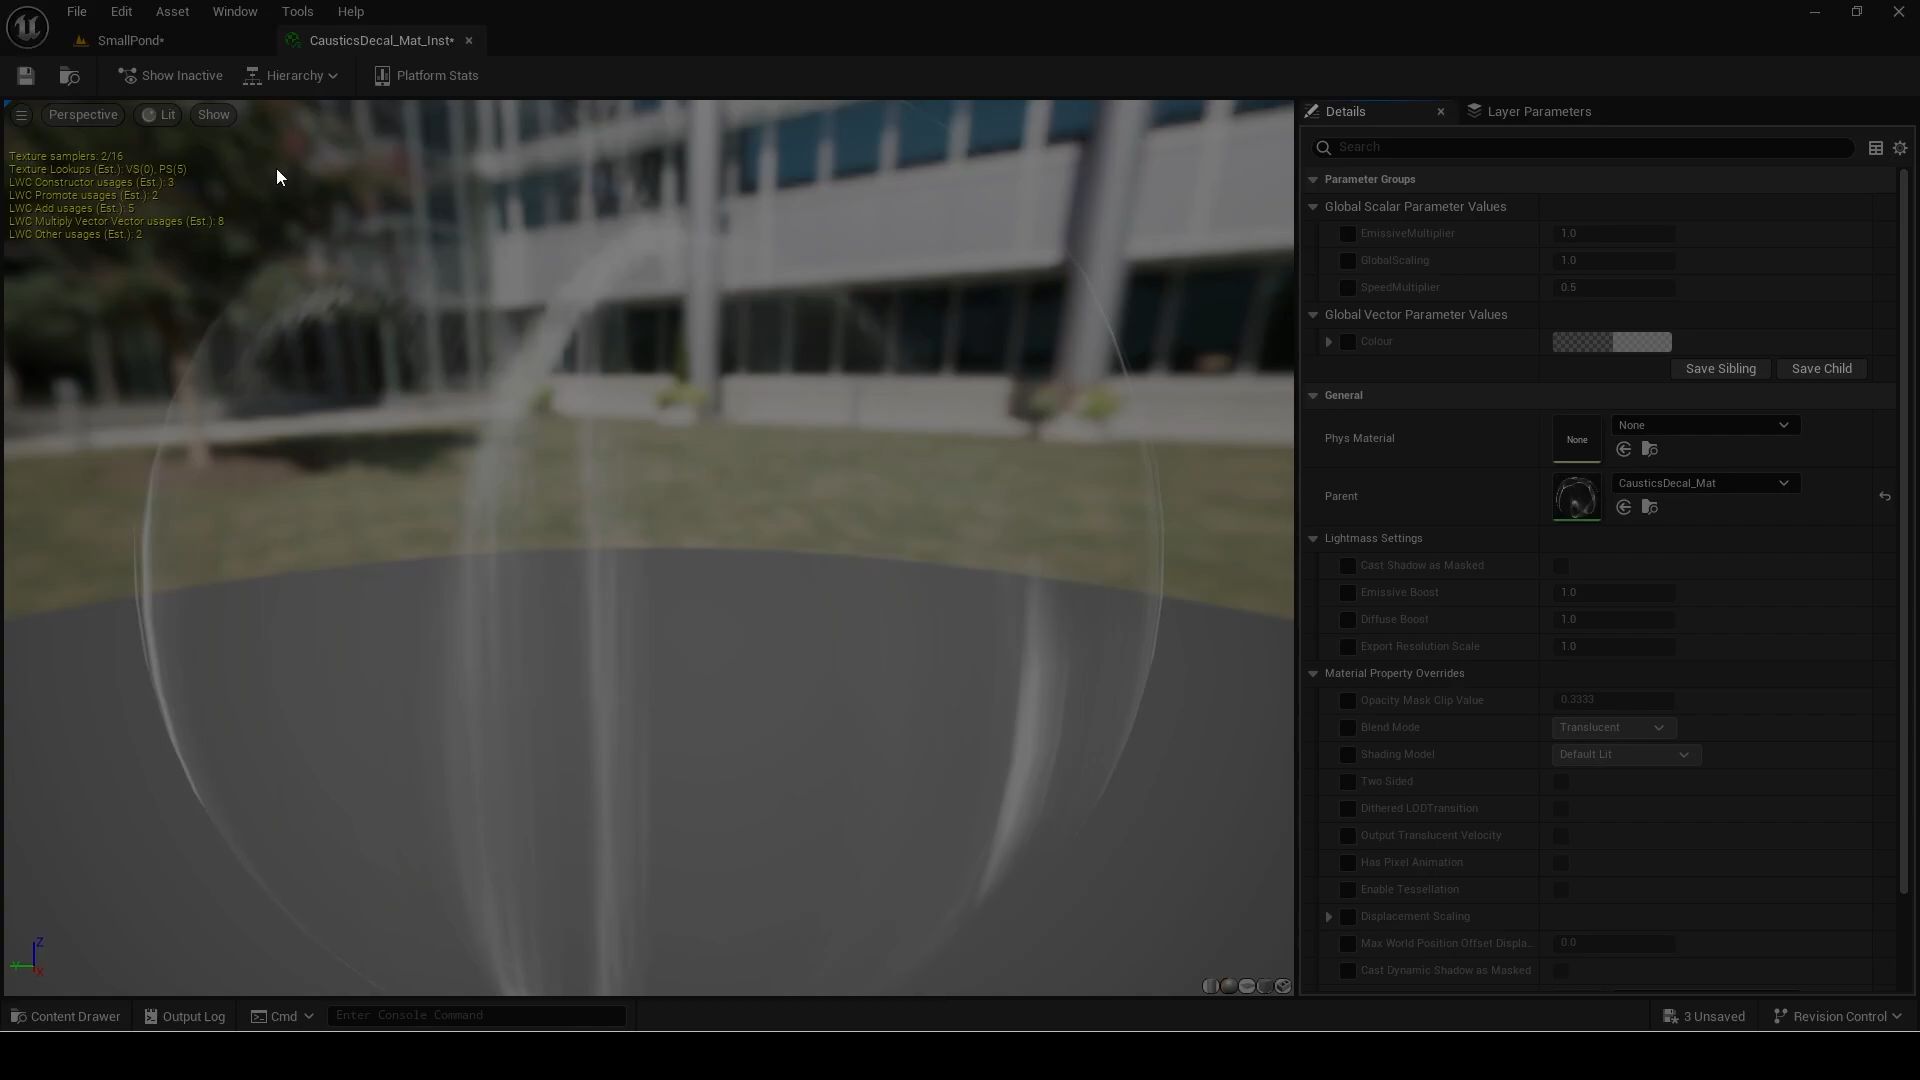 File Edit Asset Window Tools Help
SmallPond*
CausticsDecal_Mat_Inst*
Show Inactive
Hierarchy
Platform Stats
Perspective
Lit
Show
Texture samplers: 2/16
Texture Lookups (Est.): VS(0), PS(5)
LWC Constructor usages (Est.): 3
LWC Promote usages (Est.): 2
LWC Add usages (Est.): 5
LWC Multiply Vector Vector usages (Est.): 8
LWC Other usages (Est.): 2
Z
Y
X
Details
Layer Parameters
Search
Parameter Groups
Global Scalar Parameter Values
EmissiveMultiplier 1.0
GlobalScaling 1.0
SpeedMultiplier 0.5
Global Vector Parameter Values
Colour
Save Sibling Save Child
General
Phys Material None None
Parent CausticsDecal_Mat
Lightmass Settings
Cast Shadow as Masked
Emissive Boost 1.0
Diffuse Boost 1.0
Export Resolution Scale 1.0
Material Property Overrides
Opacity Mask Clip Value 0.3333
Blend Mode Translucent
Shading Model Default Lit
Two Sided
Dithered LODTransition
Output Translucent Velocity
Has Pixel Animation
Enable Tessellation
Displacement Scaling
Max World Position Offset Displa... 0.0
Cast Dynamic Shadow as Masked
Content Drawer
Output Log
Cmd
Enter Console Command
3 Unsaved
Revision Control